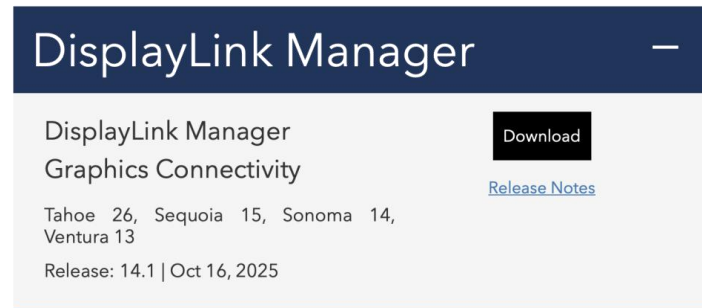 DisplayLink Manager
DisplayLink Manager
Graphics Connectivity
Download
Release Notes
Tahoe 26, Sequoia 15, Sonoma 14,
Ventura 13
Release: 14.1 | Oct 16, 2025